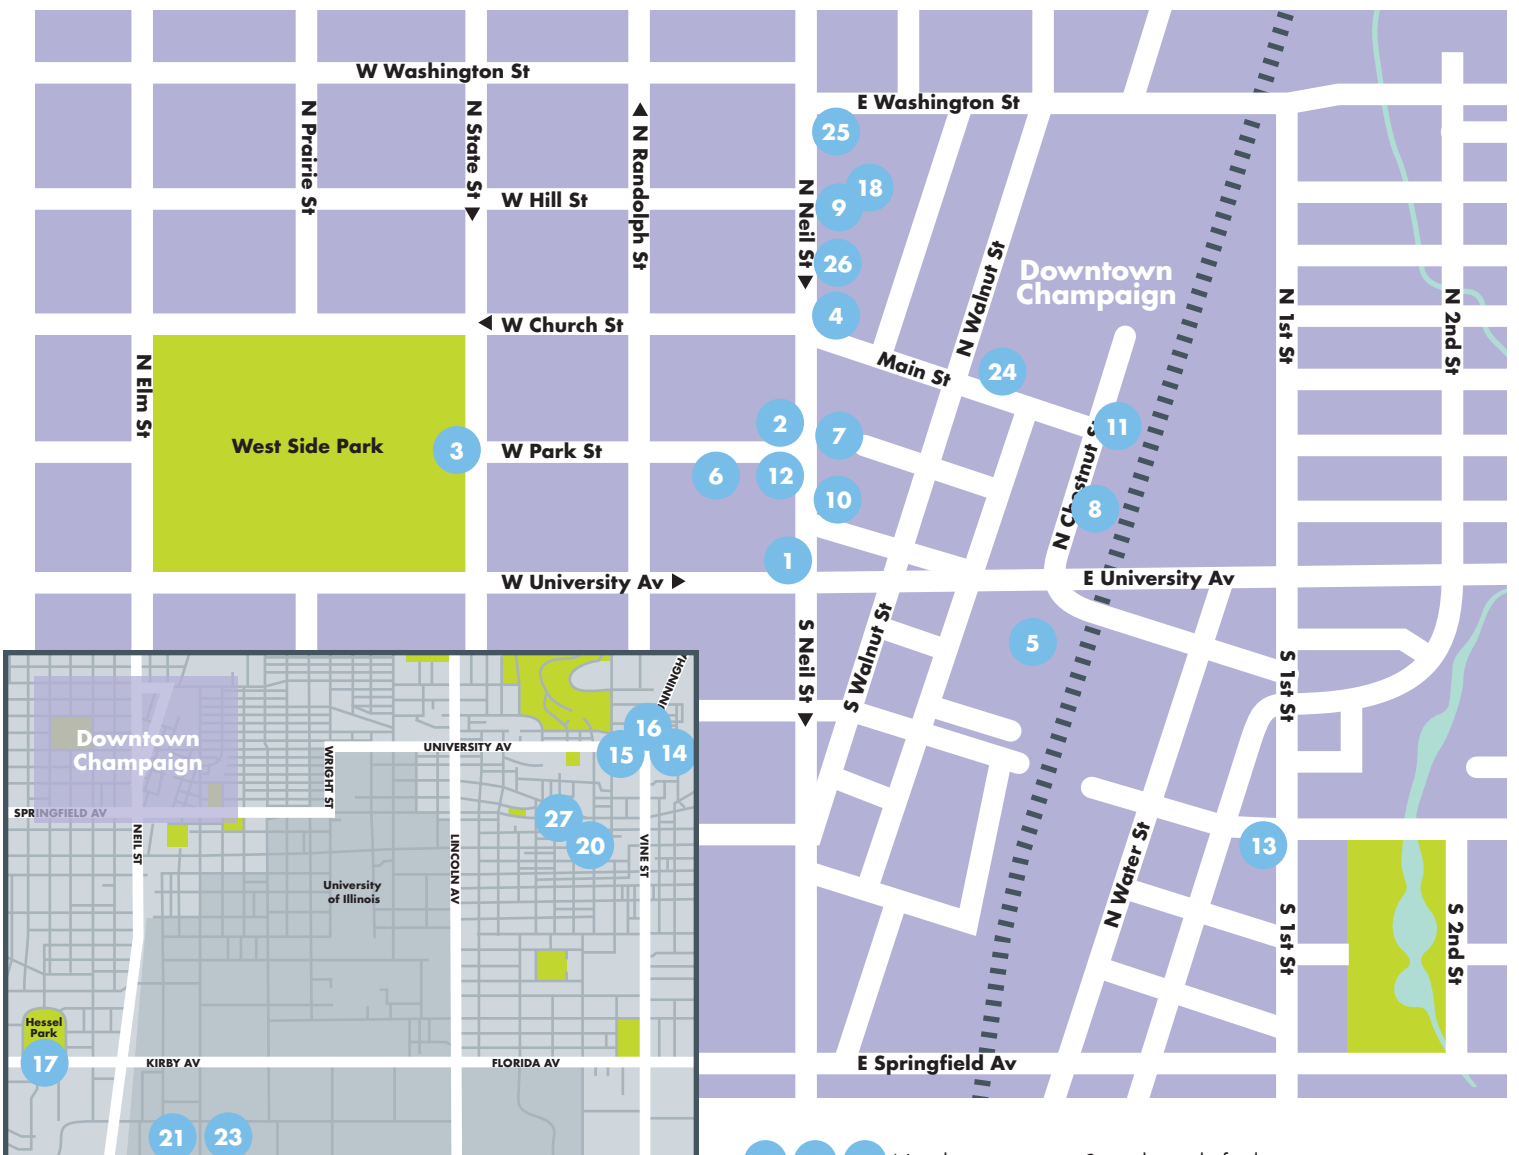 W Washington St
E Washington St
25
N Prairie St
N State St
N Randolph St
N Neil St
18
9
W Hill St
26
N Walnut St
Downtown
Champaign
4
W Church St
N 1st St
N 2nd St
Main St
24
N Elm St
West Side Park
3
W Park St
2
7
11
6
12
10
8
1
W University Av
E University Av
5
S Neil St
S Walnut St
S 1st St
16
15
14
UNIVERSITY AV
WRIGHT ST
Downtown
Champaign
SPRINGFIELD AV
NEIL ST
LINCOLN AV
VINE ST
27
20
University
of Illinois
13
N Water St
S 1st St
S 2nd St
Hessel
Park
17
KIRBY AV
FLORIDA AV
E Springfield Av
21
23